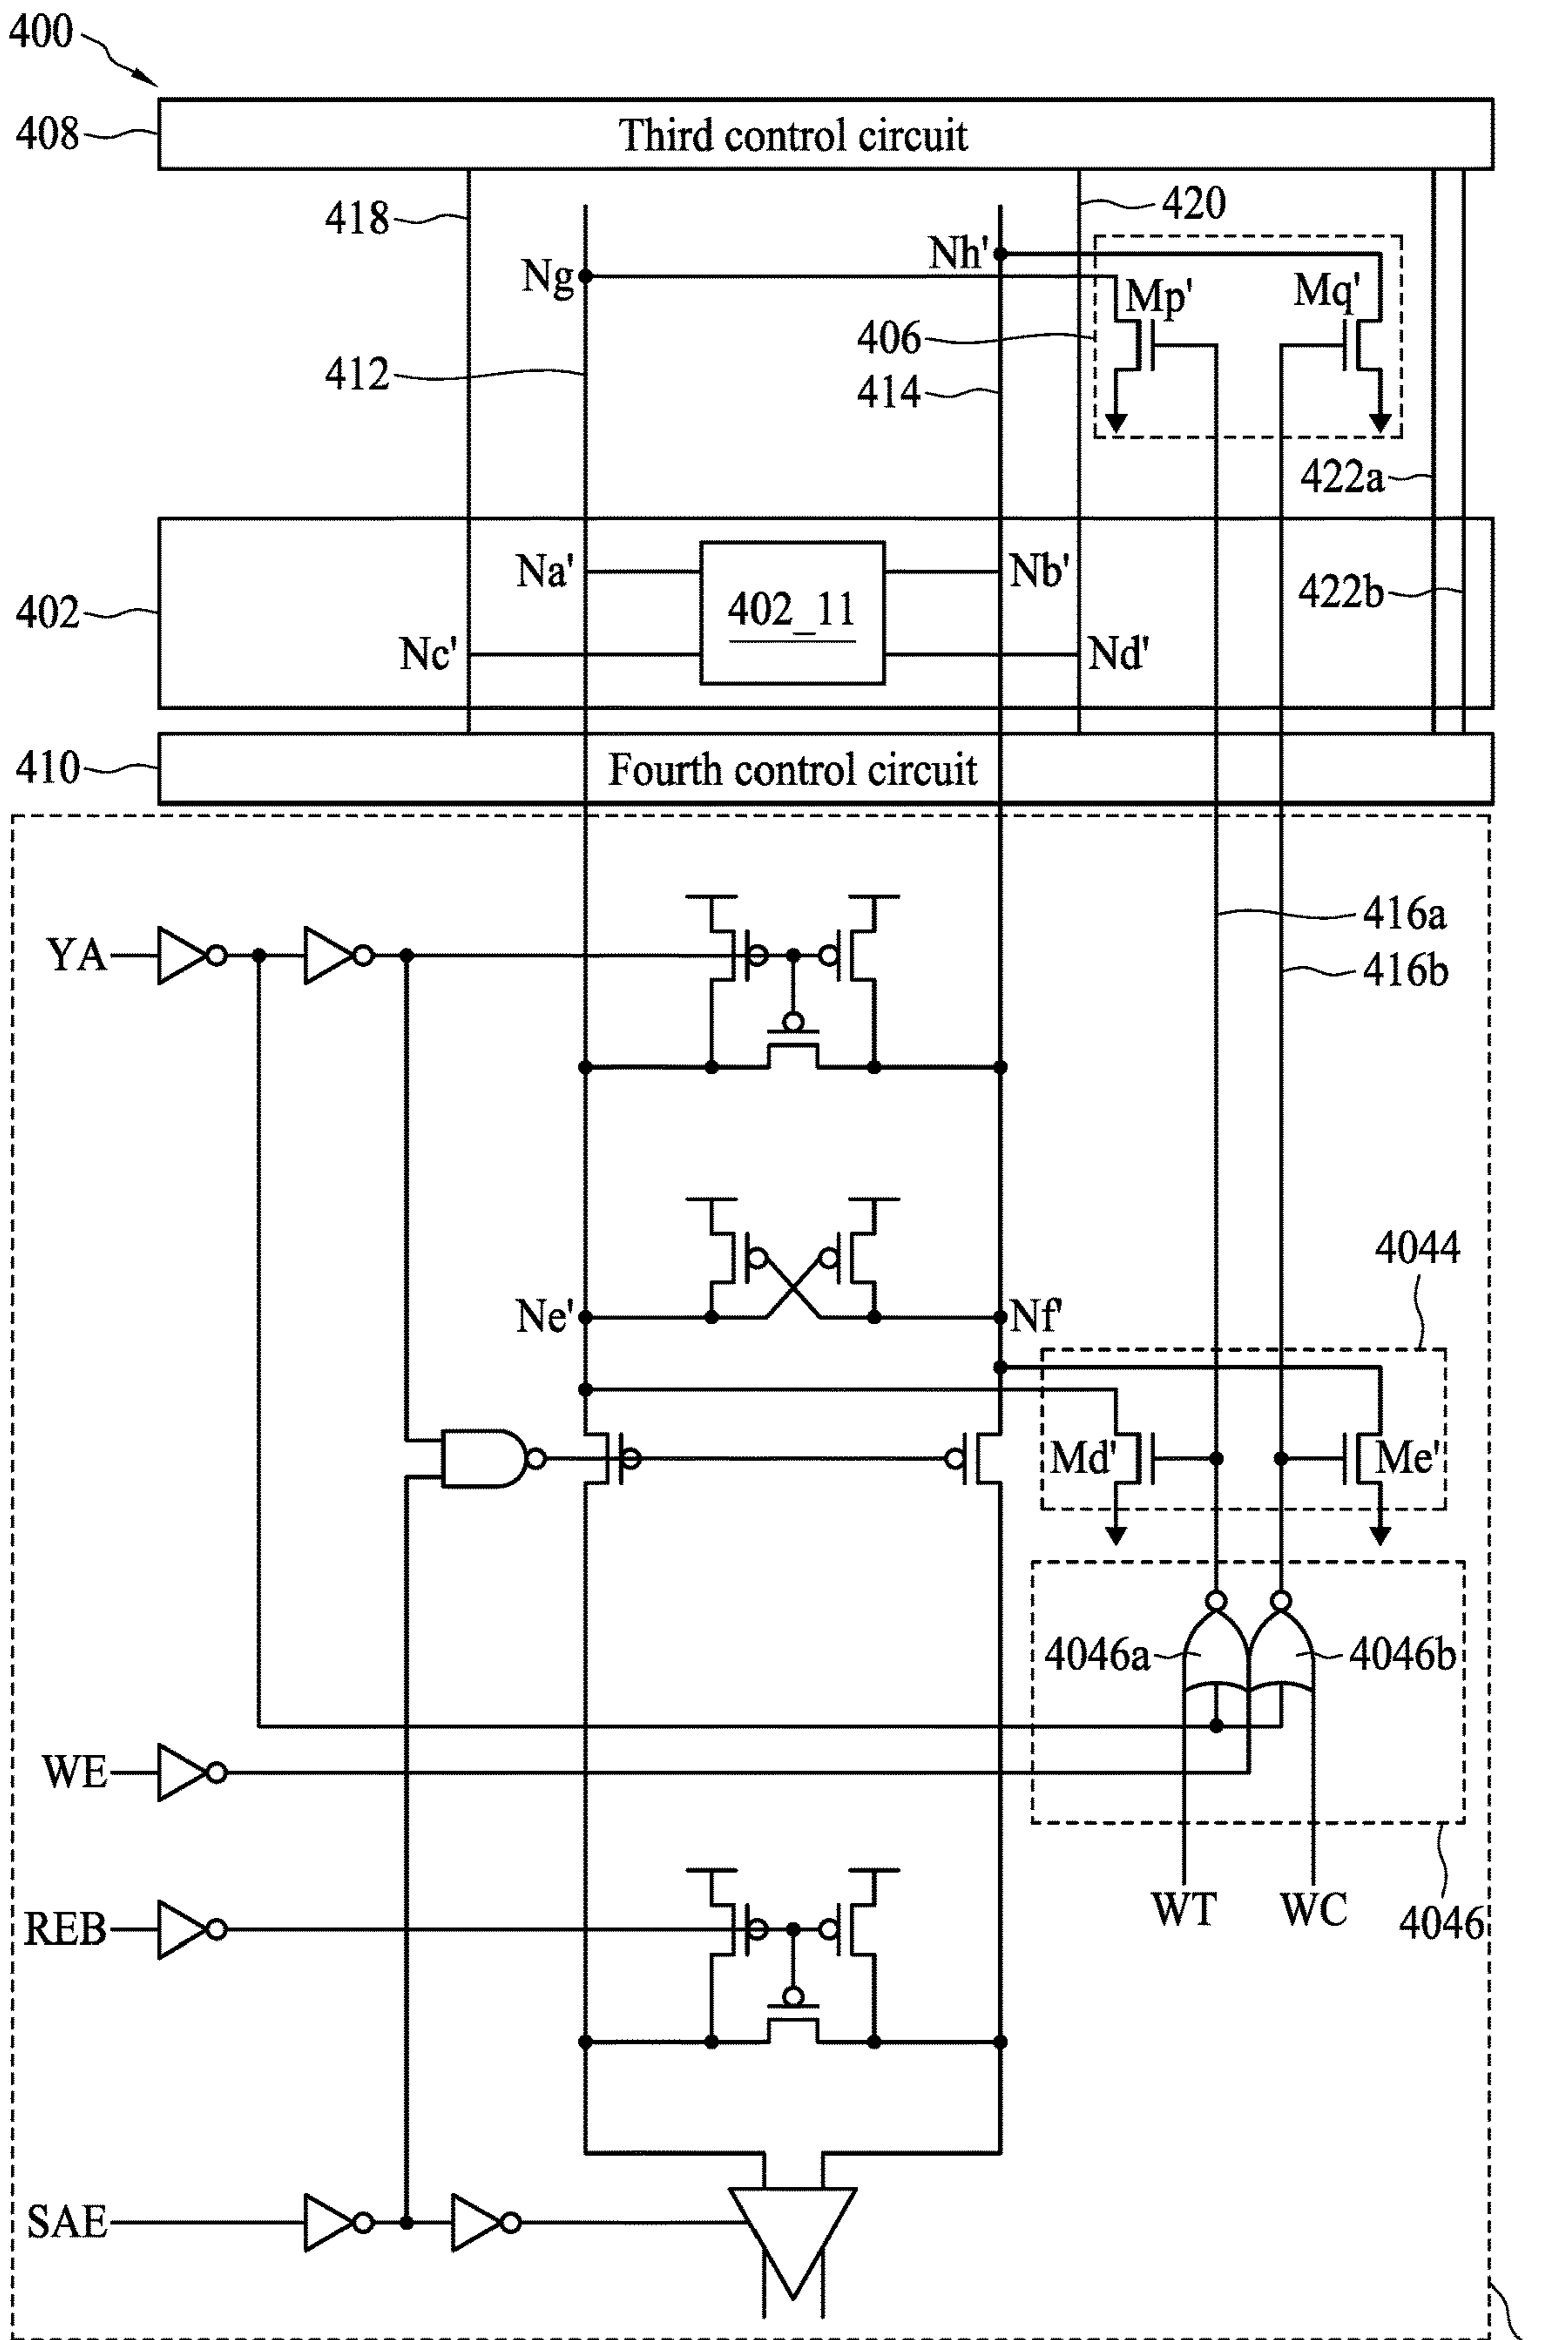 400
408
Third control circuit
418
420
Ng
Nh'
Mp'
Mq'
406
412
414
422a
402
Na'
402_11
Nb'
422b
Nc'
Nd'
410
Fourth control circuit
YA
416a
416b
4044
Ne'
Nf'
Md'
Me'
4046a
4046b
WE
WT
WC
4046
REB
SAE